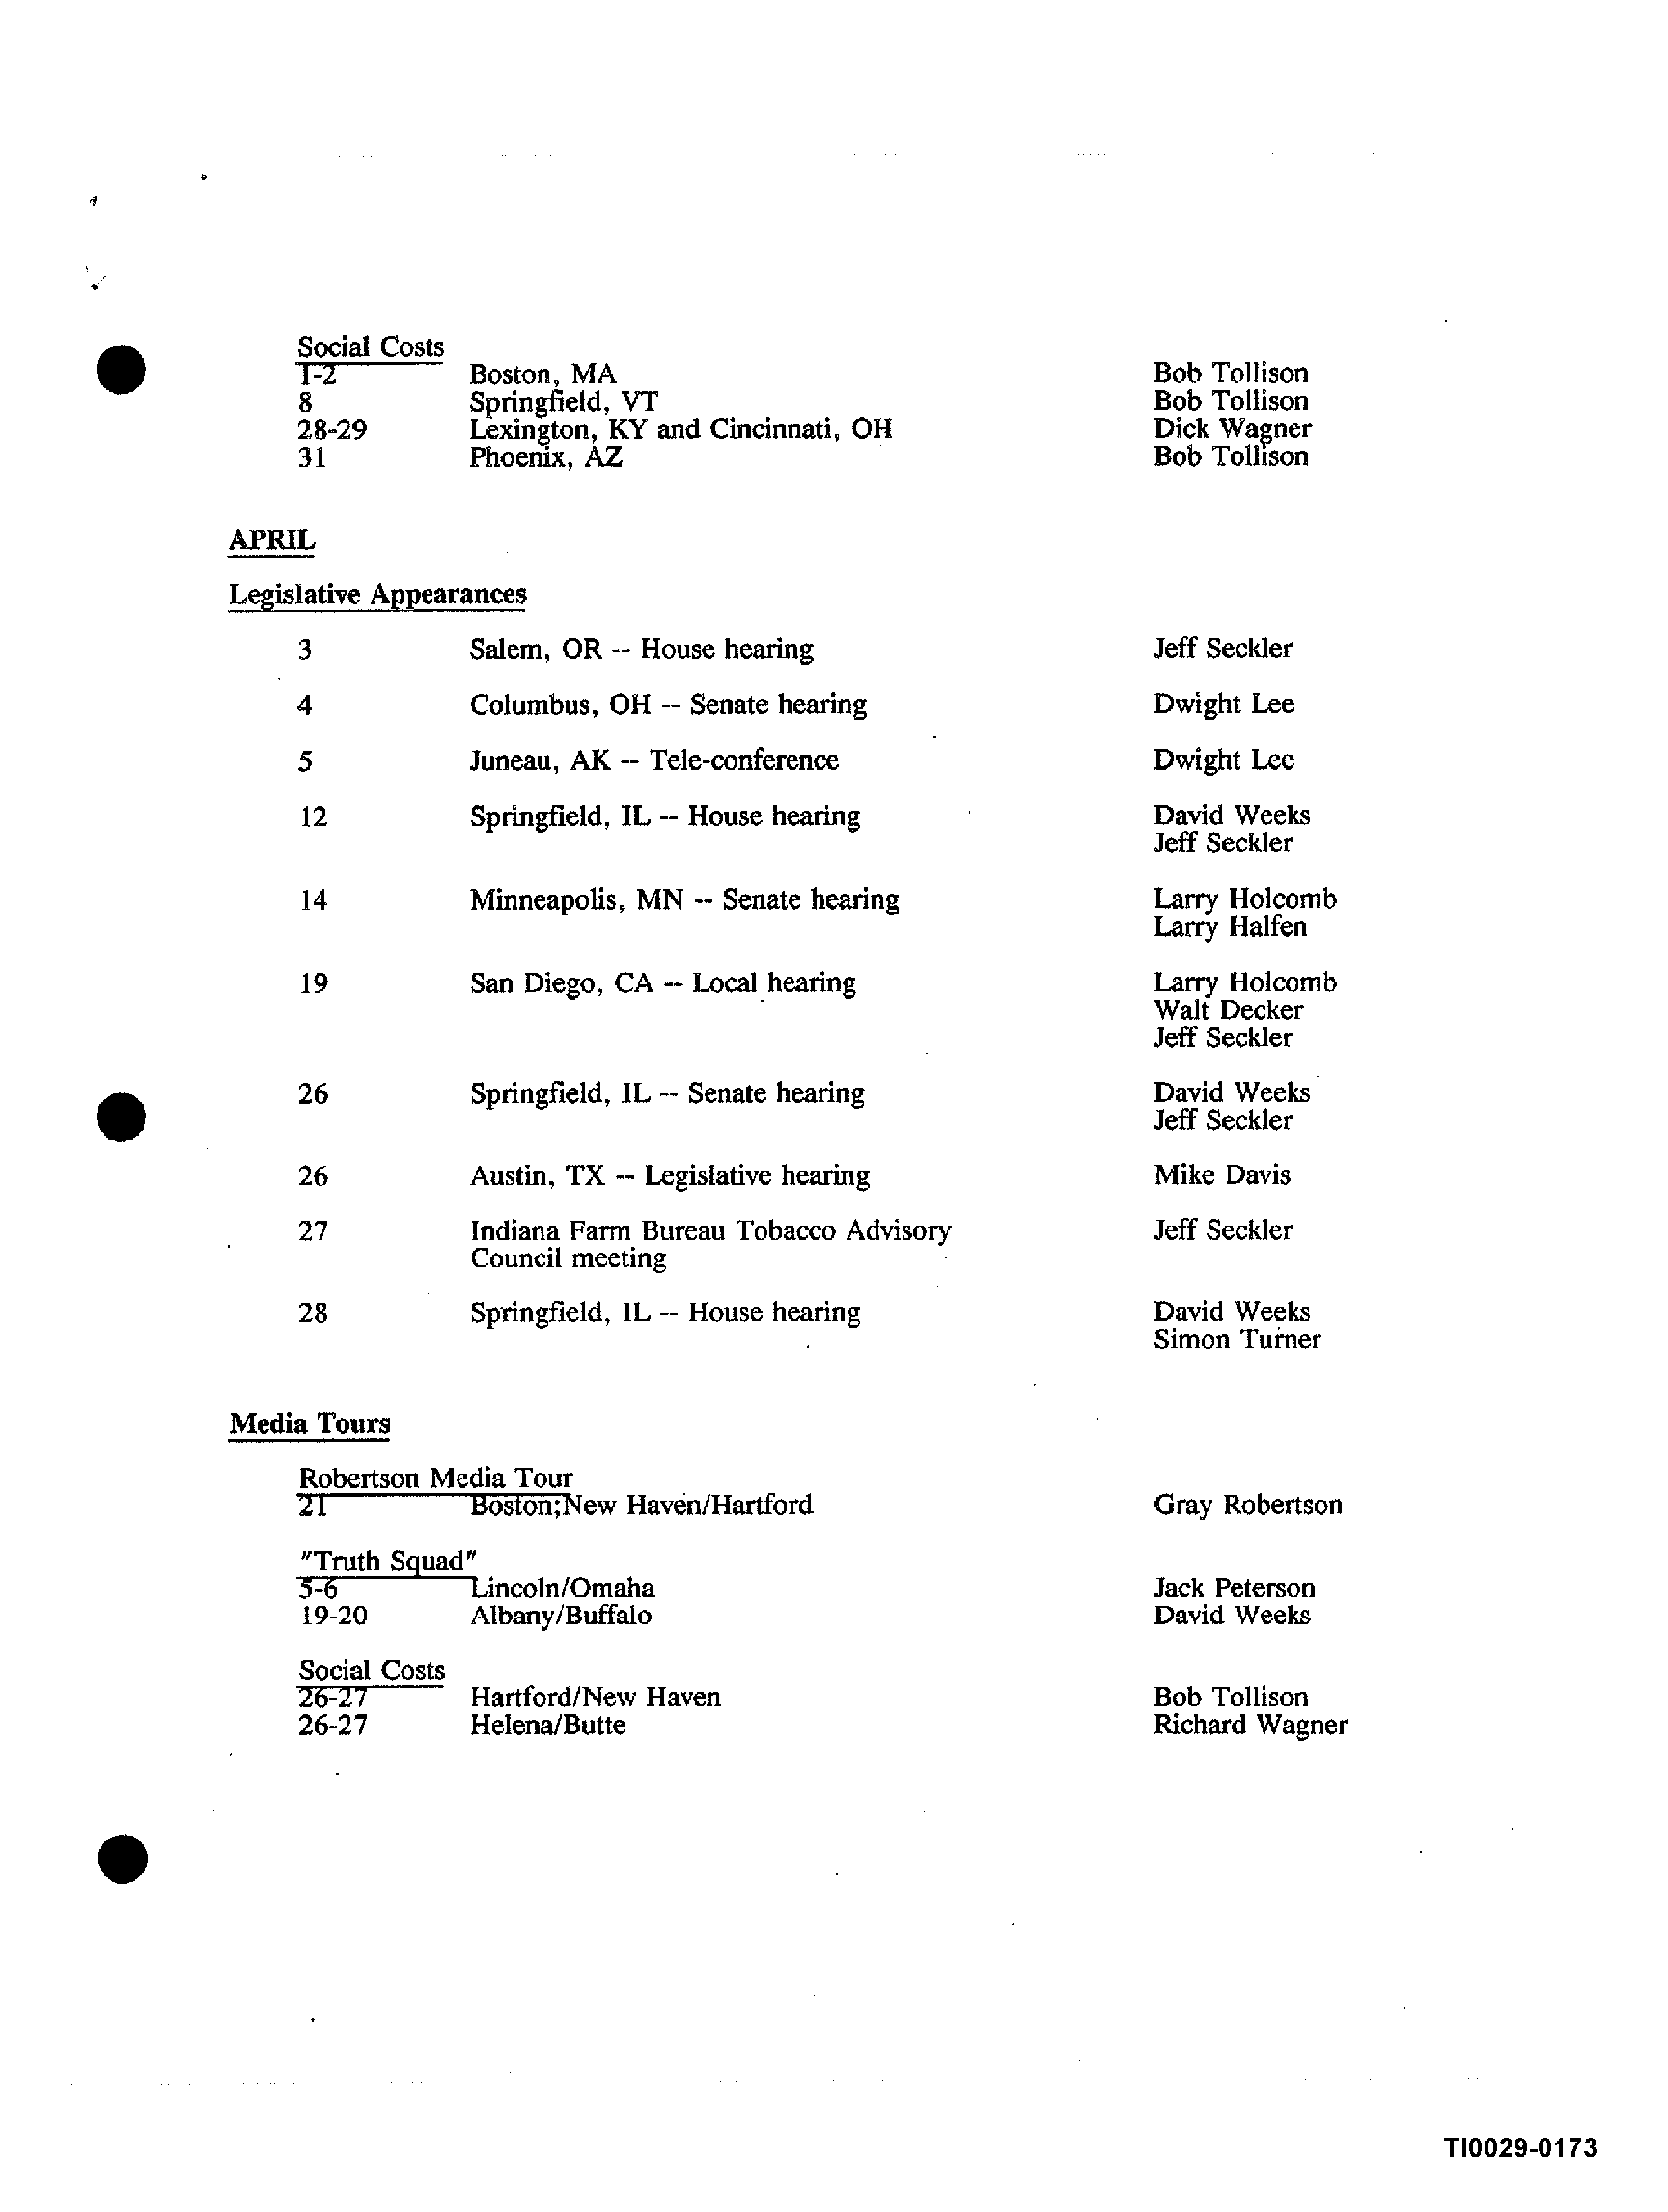 Social Costs
1-2 Boston, MA Bob Tollison
8 Springfield, VT Bob Tollison
28-29 Lexington, KY and Cincinnati, OH Dick Wagner
31 Phoenix, AZ Bob Tollison
APRIL
Legislative Appearances
3 Salem, OR -- House hearing Jeff Seckler
4 Columbus, OH -- Senate hearing Dwight Lee
5 Juneau, AK -- Tele-conference Dwight Lee
12 Springfield, IL -- House hearing David Weeks
Jeff Seckler
14 Minneapolis, MN -- Senate hearing Larry Holcomb
Larry Halfen
19 San Diego, CA -- Local hearing Larry Holcomb
Walt Decker
Jeff Seckler
26 Springfield, IL -- Senate hearing David Weeks
Jeff Seckler
26 Austin, TX -- Legislative hearing Mike Davis
27 Indiana Farm Bureau Tobacco Advisory Jeff Seckler
Council meeting
28 Springfield, IL -- House hearing David Weeks
Simon Turner
Media Tours
Robertson Media Tour
21 Boston;New Haven/Hartford Gray Robertson
"Truth Squad"
5-6 Lincoln/Omaha Jack Peterson
19-20 Albany/Buffalo David Weeks
Social Costs
26-27 Hartford/New Haven Bob Tollison
26-27 Helena/Butte Richard Wagner
TI0029-0173